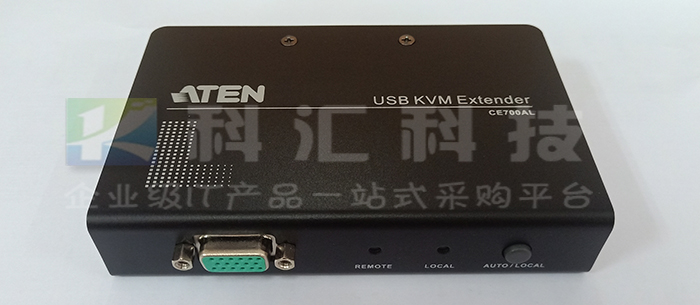 ATEN
USB KVM Extender
CE700AL
科汇科技
企业级IT产品一站式采购平台
REMOTE
LOCAL
AUTO/LOCAL